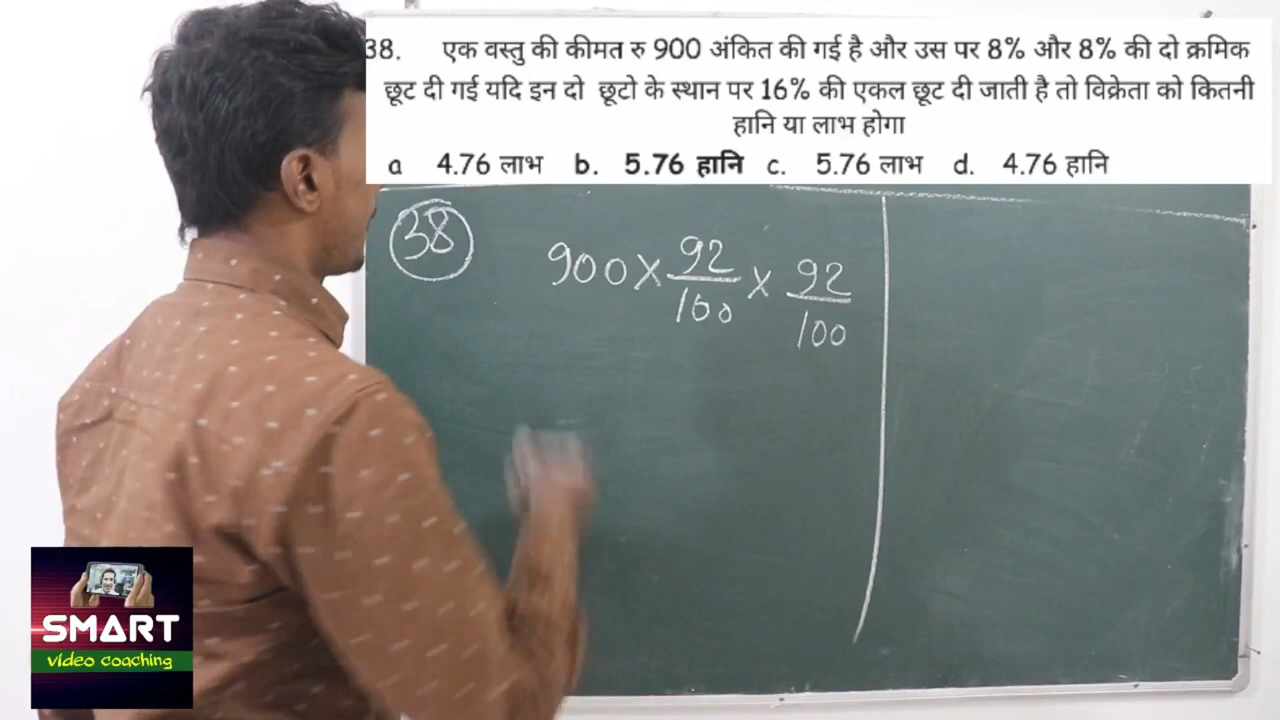 38. एक वस्तु की कीमत रु 900 अंकित की गई है और उस पर 8% और 8% की दो क्रमिक
छूट दी गई यदि इन दो छूटो के स्थान पर 16% की एकल छूट दी जाती है तो विक्रेता को कितनी
हानि या लाभ होगा
a 4.76 लाभ b. 5.76 हानि c. 5.76 लाभ d. 4.76 हानि
38
900 × 92/100 × 92/100
SMART
video coaching